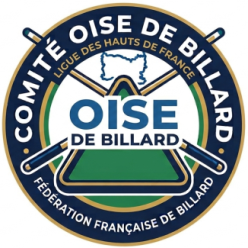 COMITÉ OISE DE BILLARD
LIGUE DES HAUTS DE FRANCE
OISE
DE BILLARD
FÉDÉRATION FRANÇAISE DE BILLARD